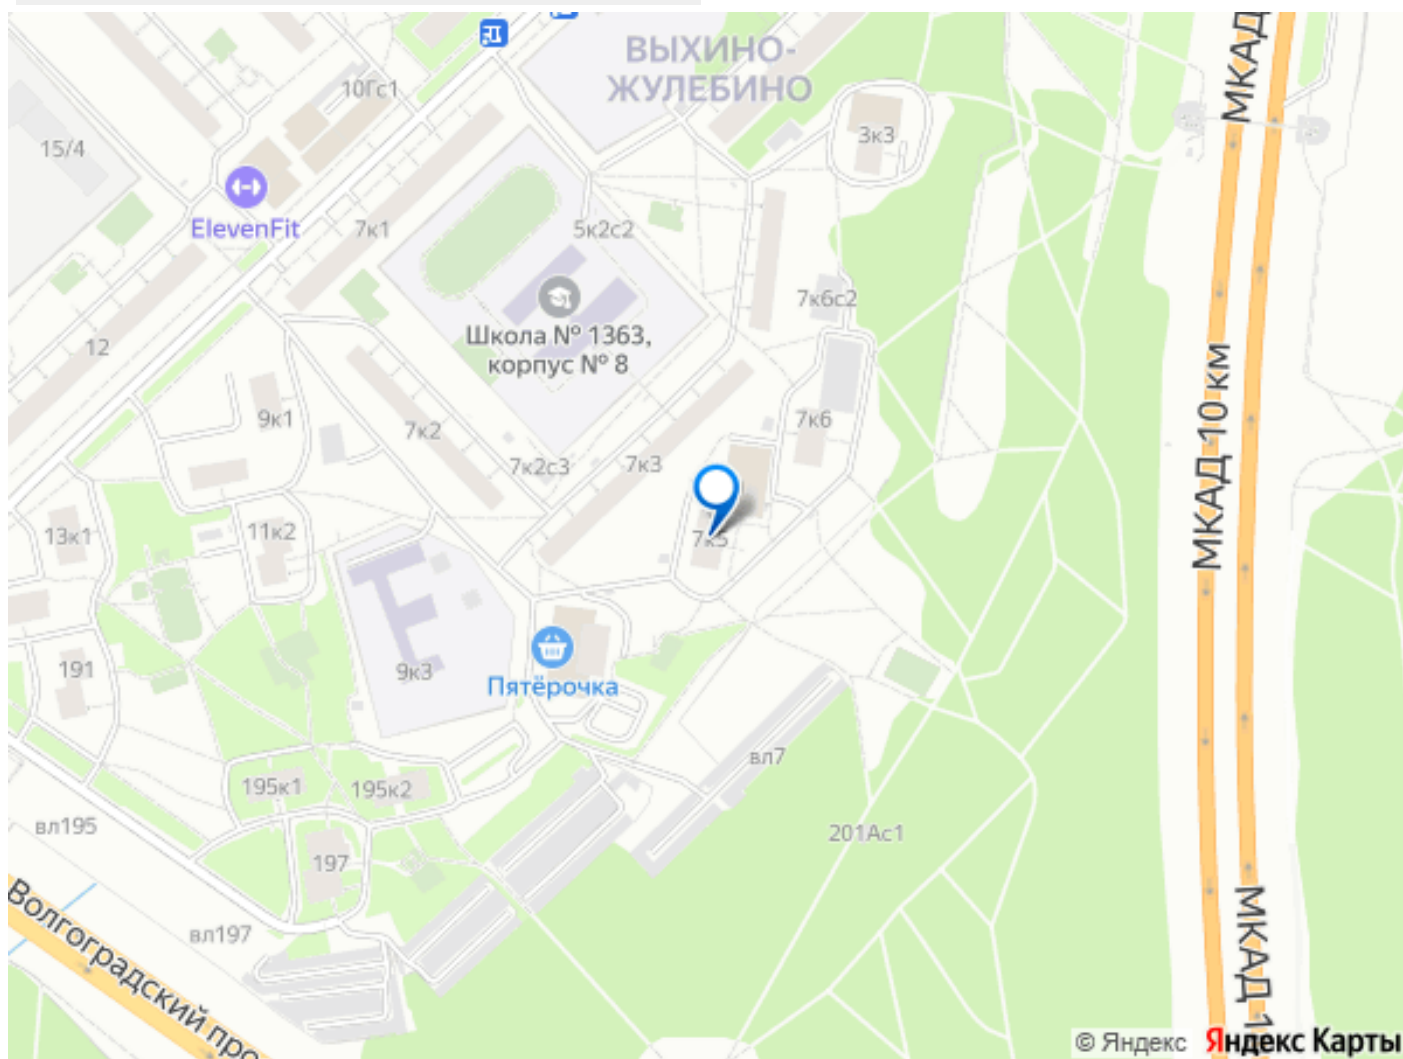 ВЫХИНО-
ЖУЛЕБИНО
МКАД
10Гс1
3к3
15/4
ElevenFit
7к1
5к2с2
7к6с2
Школа № 1363,
корпус № 8
12
МКАД 10 км
9к1
7к2
7к2с3
7к3
7к6
13к1
11к2
7к5
9к3
191
Пятёрочка
195к1
195к2
вл7
вл195
197
201Ас1
вл197
Волгоградский про
МКАД 1
© Яндекс
Яндекс Карты